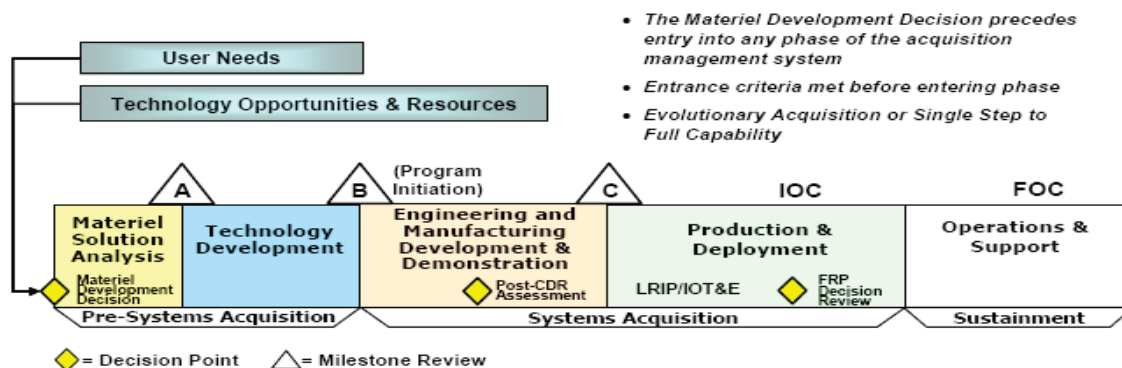 User Needs
Technology Opportunities & Resources
• The Materiel Development Decision precedes
entry into any phase of the acquisition
management system
• Entrance criteria met before entering phase
• Evolutionary Acquisition or Single Step to
Full Capability
A
B
(Program
Initiation)
C
IOC
FOC
Materiel
Solution
Analysis
Materiel
Development
Decision
Technology
Development
Engineering and
Manufacturing
Development &
Demonstration
Post-CDR
Assessment
Production &
Deployment
LRIP/IOT&E
FRP
Decision
Review
Operations &
Support
Pre-Systems Acquisition
Systems Acquisition
Sustainment
= Decision Point
= Milestone Review